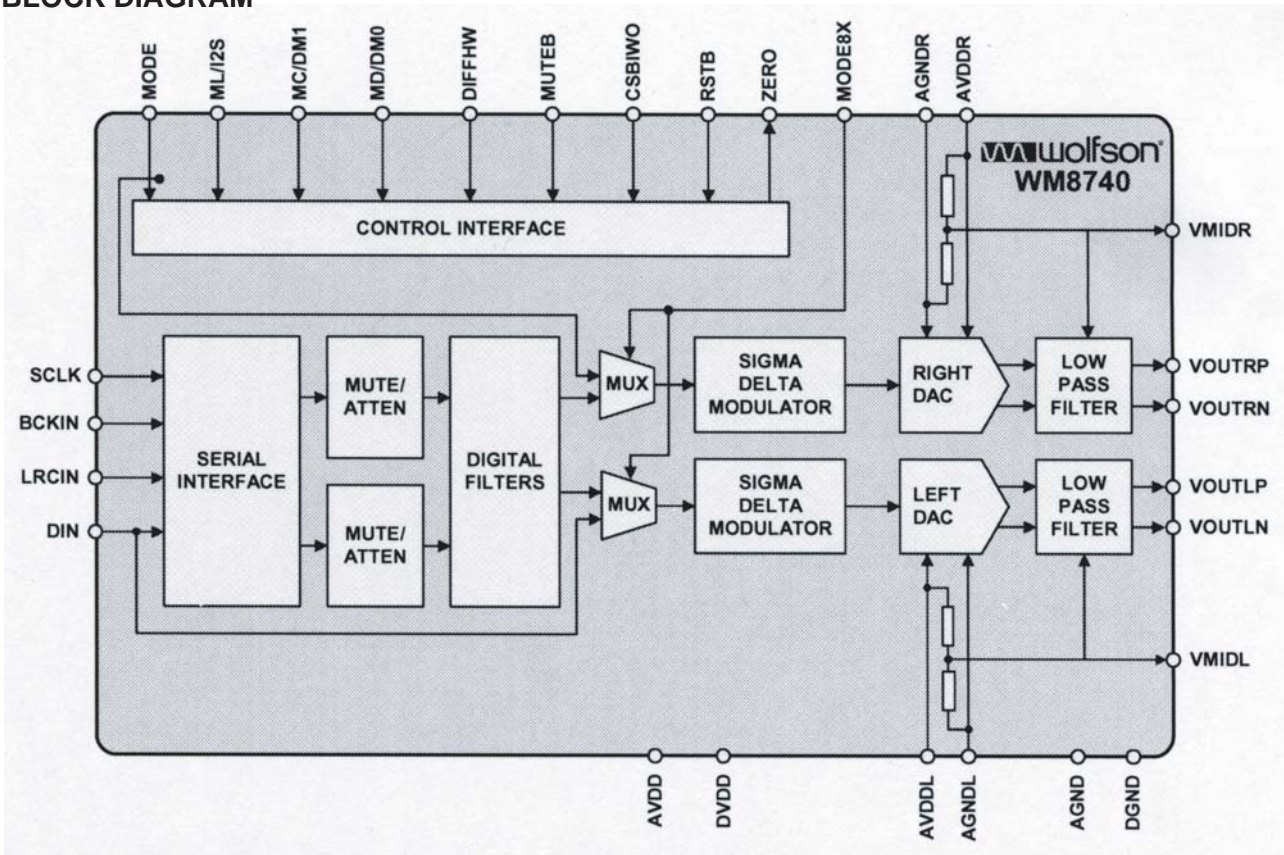 BLOCK DIAGRAM
MODE
ML/I2S
MC/DM1
MD/DM0
DIFFHW
MUTEB
CSBIWO
RSTB
ZERO
MODE8X
AGNDR
AVDDR
wolfson
WM8740
CONTROL INTERFACE
VMIDR
SCLK
BCKIN
LRCIN
DIN
SERIAL
INTERFACE
MUTE/
ATTEN
MUTE/
ATTEN
DIGITAL
FILTERS
MUX
MUX
SIGMA
DELTA
MODULATOR
SIGMA
DELTA
MODULATOR
RIGHT
DAC
LEFT
DAC
LOW
PASS
FILTER
LOW
PASS
FILTER
VOUTRP
VOUTRN
VOUTLP
VOUTLN
VMIDL
AVDD
DVDD
AVDDL
AGNDL
AGND
DGND